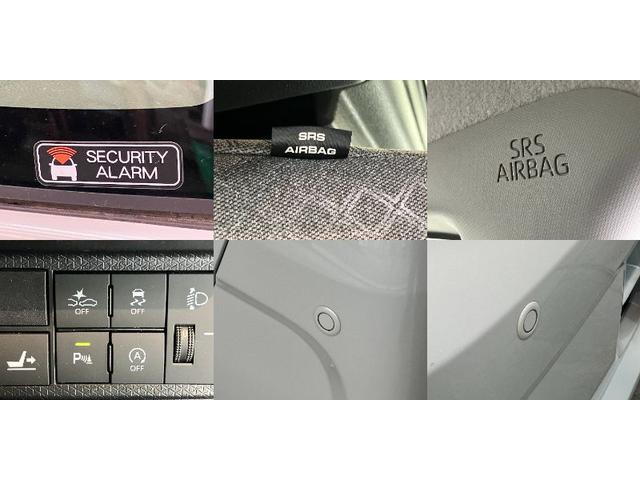 SECURITY
ALARM
SRS
AIRBAG
SRS
AIRBAG
OFF
OFF
P
A
OFF